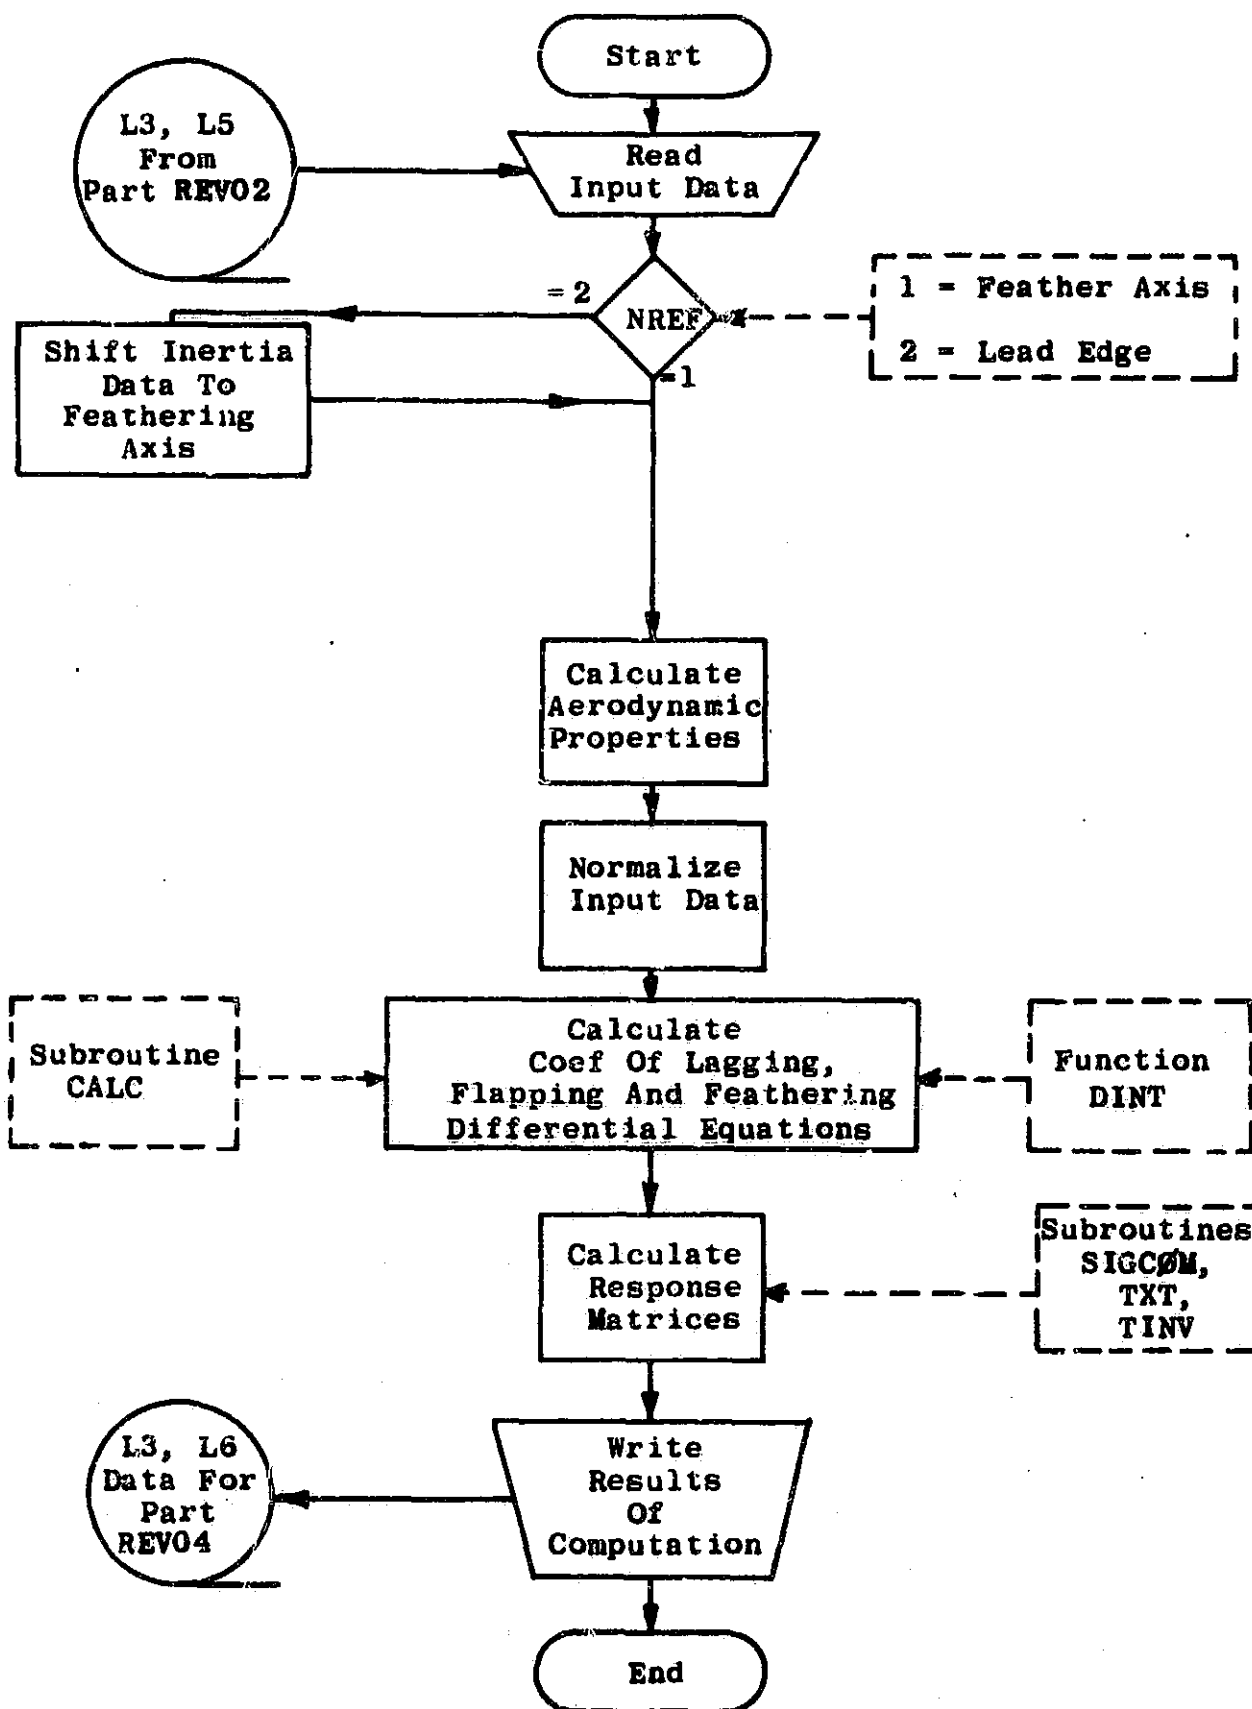 Start
L3, L5
From
Part REV02
Read
Input Data
= 2
NREF
=1
1 = Feather Axis
2 = Lead Edge
Shift Inertia
Data To
Feathering
Axis
Calculate
Aerodynamic
Properties
Normalize
Input Data
Subroutine
CALC
Calculate
Coef Of Lagging,
Flapping And Feathering
Differential Equations
Function
DINT
Calculate
Response
Matrices
Subroutines
SIGCØM,
TXT,
TINV
L3, L6
Data For
Part
REV04
Write
Results
Of
Computation
End